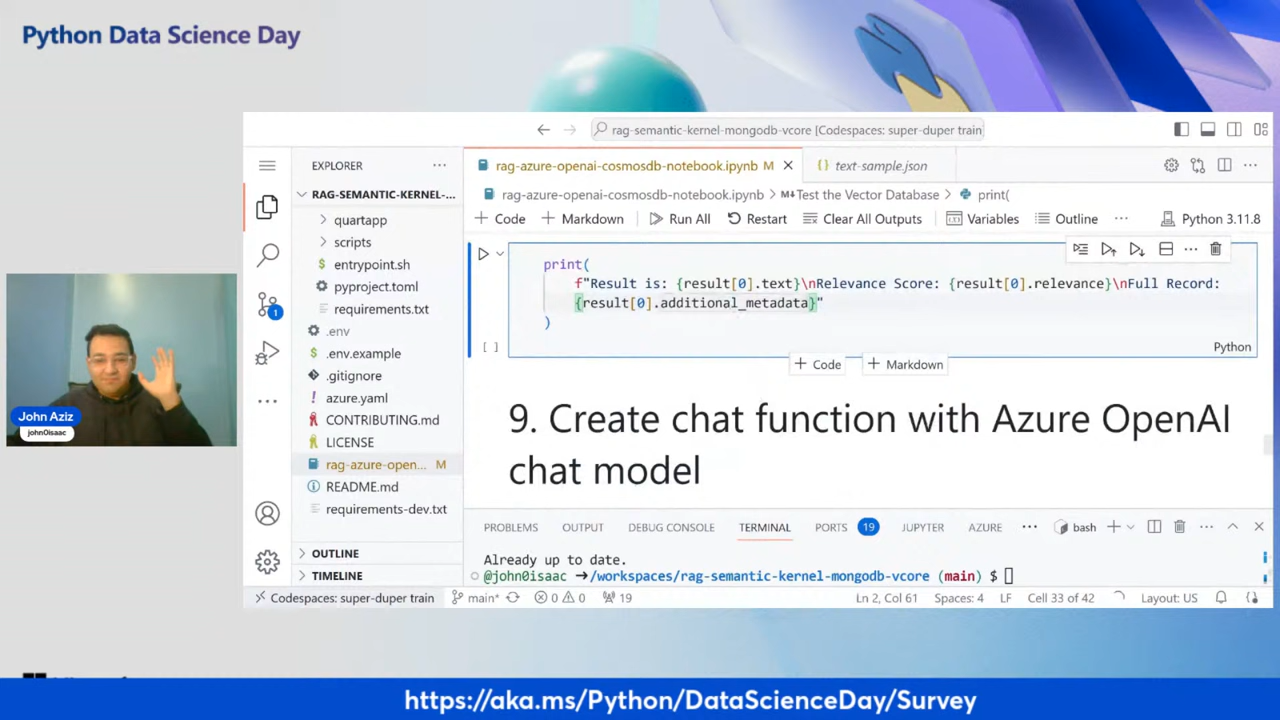 Python Data Science Day
rag-semantic-kernel-mongodb-vcore [Codespaces: super-duper train
EXPLORER
rag-azure-openai-cosmosdb-notebook.ipynb M
text-sample.json
RAG-SEMANTIC-KERNEL-...
rag-azure-openai-cosmosdb-notebook.ipynb > M↓Test the Vector Database > print(
quartapp
+ Code + Markdown Run All Restart Clear All Outputs Variables Outline ... Python 3.11.8
scripts
entrypoint.sh
pyproject.toml
requirements.txt
.env
$ .env.example
.gitignore
! azure.yaml
CONTRIBUTING.md
LICENSE
rag-azure-open... M
README.md
requirements-dev.txt
OUTLINE
TIMELINE
1
print(
f"Result is: {result[0].text}\nRelevance Score: {result[0].relevance}\nFull Record:
{result[0].additional_metadata}"
)
[ ]
Python
+ Code + Markdown
9. Create chat function with Azure OpenAI
chat model
PROBLEMS OUTPUT DEBUG CONSOLE TERMINAL PORTS 19 JUPYTER AZURE ... bash
Already up to date.
@john0isaac ➜/workspaces/rag-semantic-kernel-mongodb-vcore (main) $
Codespaces: super-duper train main* 0 0 19 Ln 2, Col 61 Spaces: 4 LF Cell 33 of 42 Layout: US
John Aziz
john0isaac
https://aka.ms/Python/DataScienceDay/Survey